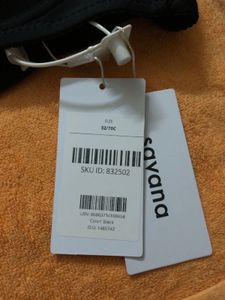 SIZE
32/70C
SKU ID: 832502
Color: Black
savana